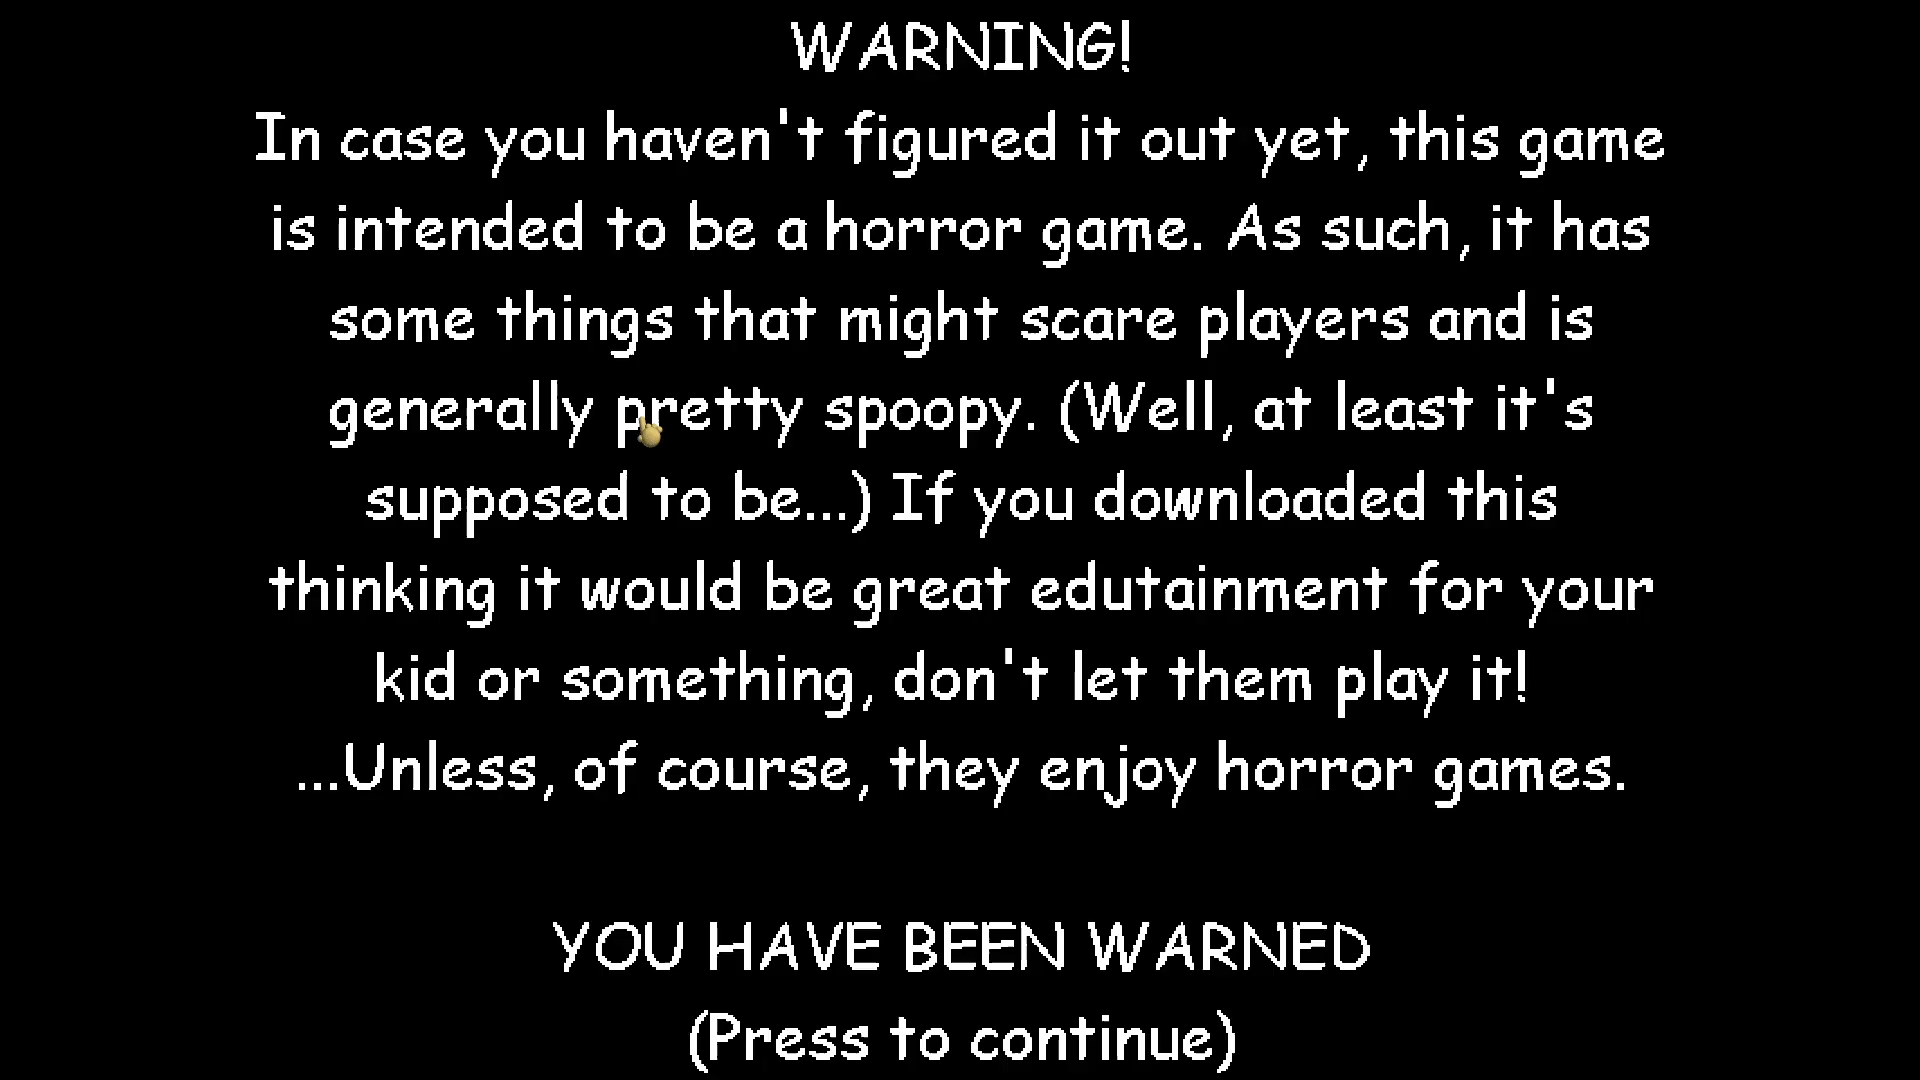 WARNING!
In case you haven't figured it out yet, this game
is intended to be a horror game. As such, it has
some things that might scare players and is
generally pretty spoopy. (Well, at least it's
supposed to be...) If you downloaded this
thinking it would be great edutainment for your
kid or something, don't let them play it!
...Unless, of course, they enjoy horror games.
YOU HAVE BEEN WARNED
(Press to continue)